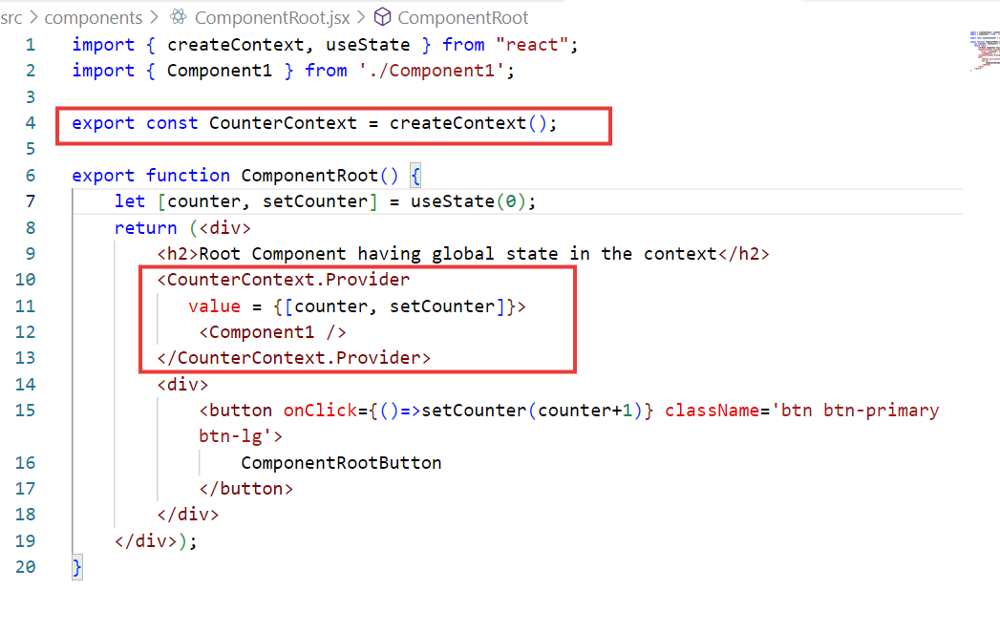 src > components > ComponentRoot.jsx > ComponentRoot
1 import { createContext, useState } from "react";
2 import { Component1 } from './Component1';
3
4 export const CounterContext = createContext();
5
6 export function ComponentRoot() {
7     let [counter, setCounter] = useState(0);
8     return (<div>
9         <h2>Root Component having global state in the context</h2>
10         <CounterContext.Provider
11            value = {[counter, setCounter]}>
12             <Component1 />
13         </CounterContext.Provider>
14         <div>
15             <button onClick={()=>setCounter(counter+1)} className='btn btn-primary
            btn-lg'>
16                 ComponentRootButton
17             </button>
18         </div>
19     </div>);
20 }